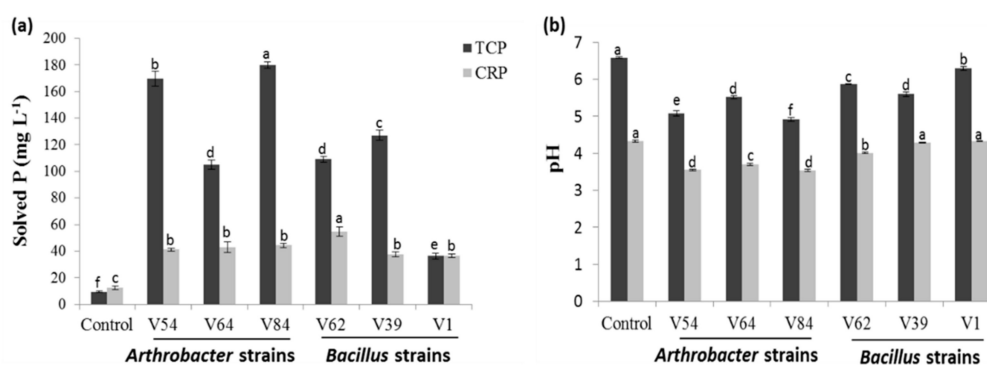 (a)
Solved P (mg L⁻¹)
200
180
160
140
120
100
80
60
40
20
0
TCP
CRP
f c
b b
d b
a b
d a
c b
e b
Control V54 V64 V84 V62 V39 V1
Arthrobacter strains Bacillus strains
(b)
pH
7
6
5
4
3
2
1
0
a a
e d
d c
f d
c b
d a
b a
Control V54 V64 V84 V62 V39 V1
Arthrobacter strains Bacillus strains